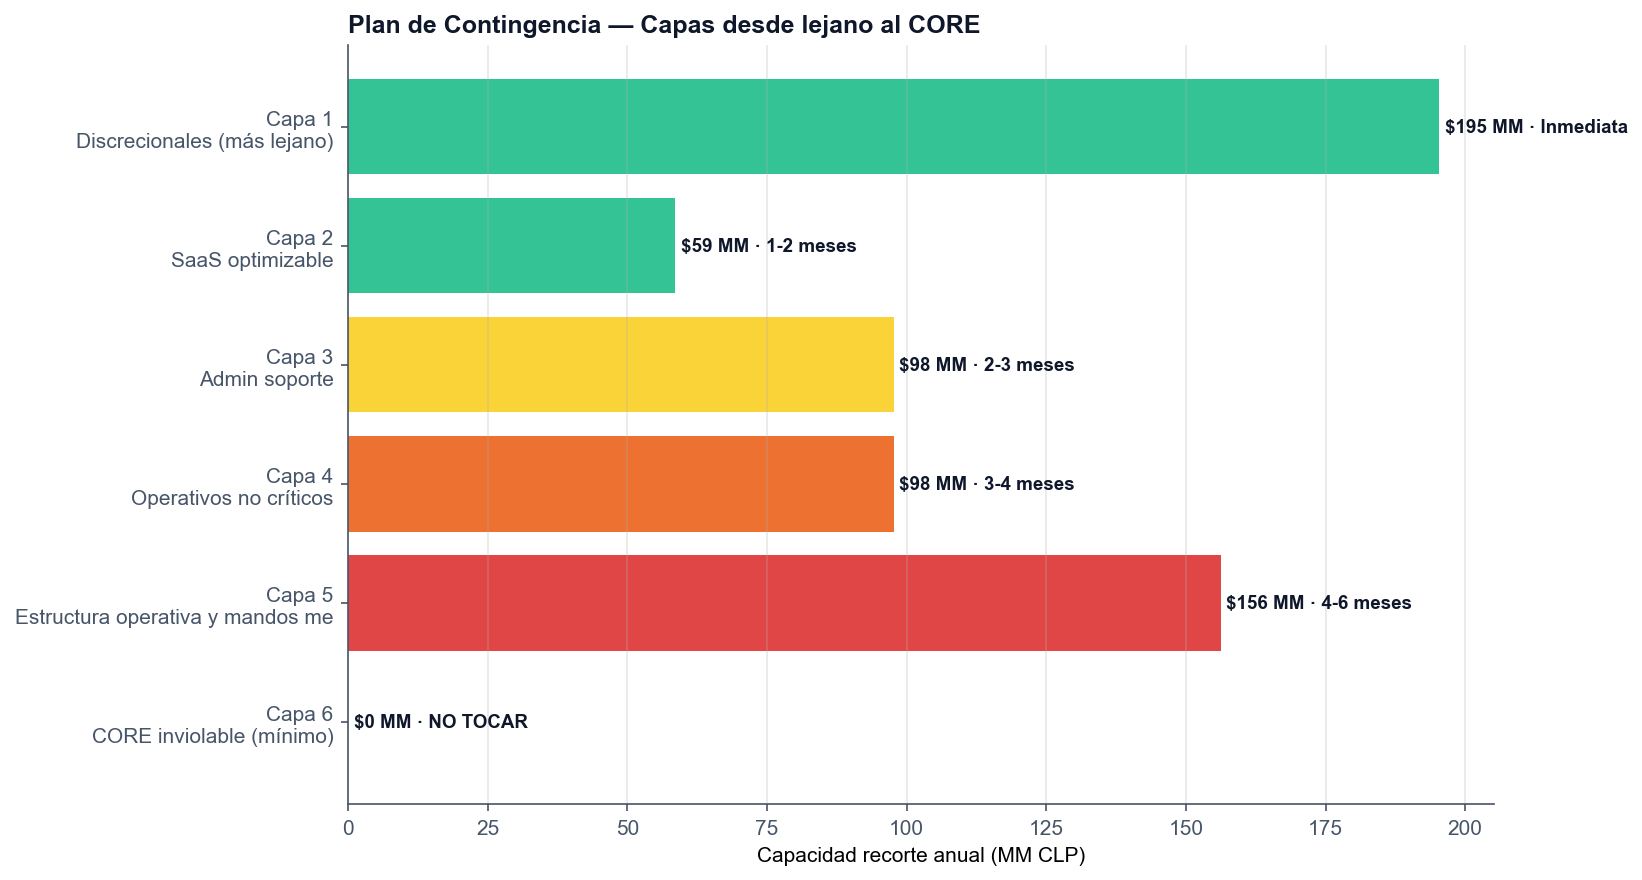 Plan de Contingencia — Capas desde lejano al CORE
Capa 1
Discrecionales (más lejano)
$195 MM · Inmediata
Capa 2
SaaS optimizable
$59 MM · 1-2 meses
Capa 3
Admin soporte
$98 MM · 2-3 meses
Capa 4
Operativos no críticos
$98 MM · 3-4 meses
Capa 5
Estructura operativa y mandos me
$156 MM · 4-6 meses
Capa 6
CORE inviolable (mínimo)
$0 MM · NO TOCAR
0 25 50 75 100 125 150 175 200
Capacidad recorte anual (MM CLP)